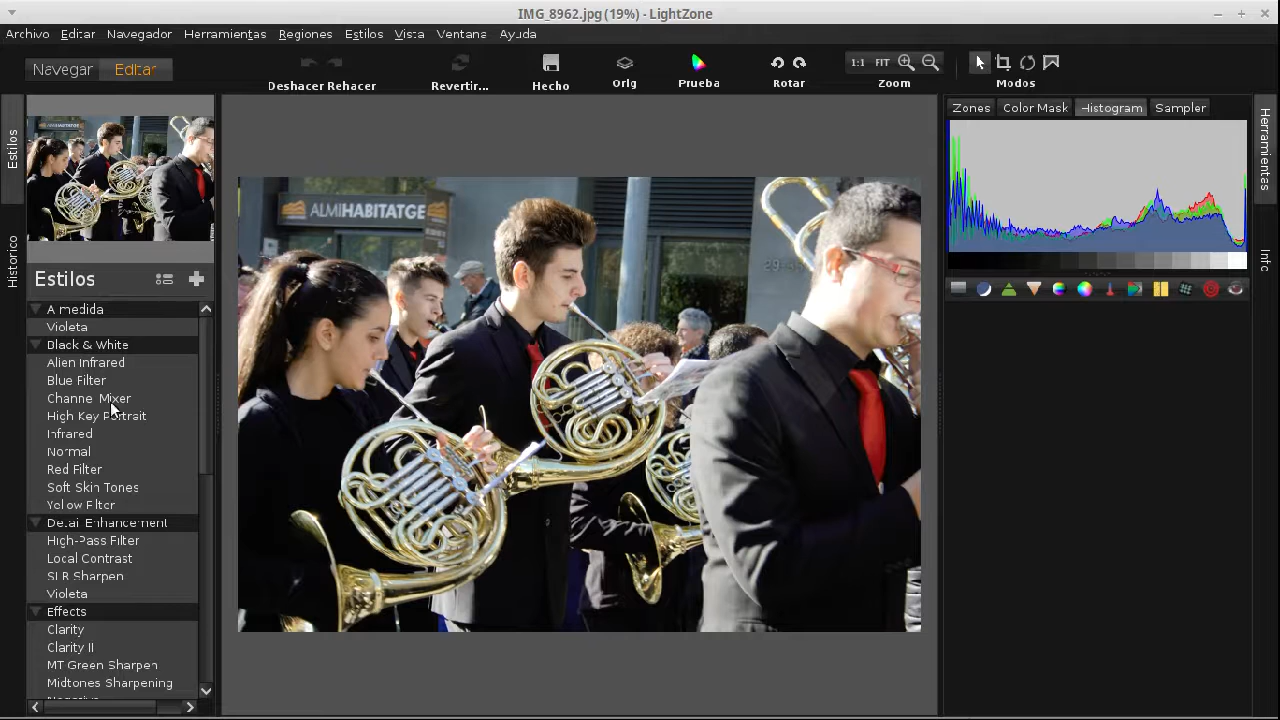 IMG_8962.jpg (19%) - LightZone
Archivo Editar Navegador Herramientas Regiones Estilos Vista Ventana Ayuda
Navegar Editar
Deshacer Rehacer Revertir... Hecho Orig Prueba Rotar 1:1 FIT Zoom Modos
Estilos
Historico
Zones Color Mask Histogram Sampler
Herramientas
Info
ALMIHABITATGE
Estilos
A medida
Violeta
Black & White
Alien Infrared
Blue Filter
Channel Mixer
High Key Portrait
Infrared
Normal
Red Filter
Soft Skin Tones
Yellow Filter
Detail Enhancement
High-Pass Filter
Local Contrast
SLR Sharpen
Violeta
Effects
Clarity
Clarity II
MT Green Sharpen
Midtones Sharpening